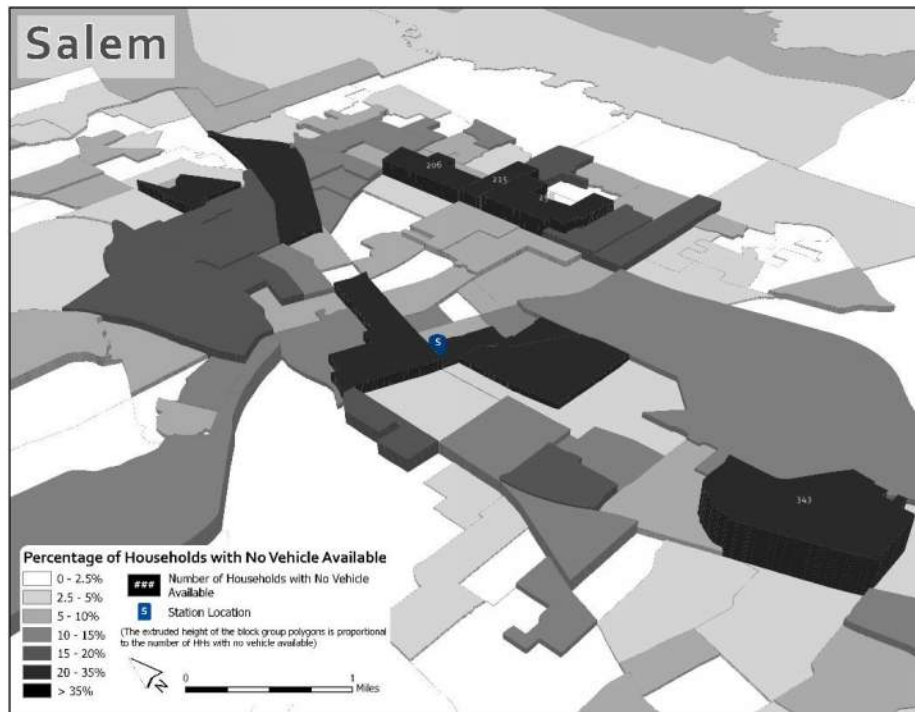 Salem
206
215
343
S
Percentage of Households with No Vehicle Available
0 - 2.5%
2.5 - 5%
5 - 10%
10 - 15%
15 - 20%
20 - 35%
> 35%
### Number of Households with No Vehicle
Available
S Station Location
(The extruded height of the block group polygons is proportional
to the number of HHs with no vehicle available)
N
0 1
Miles